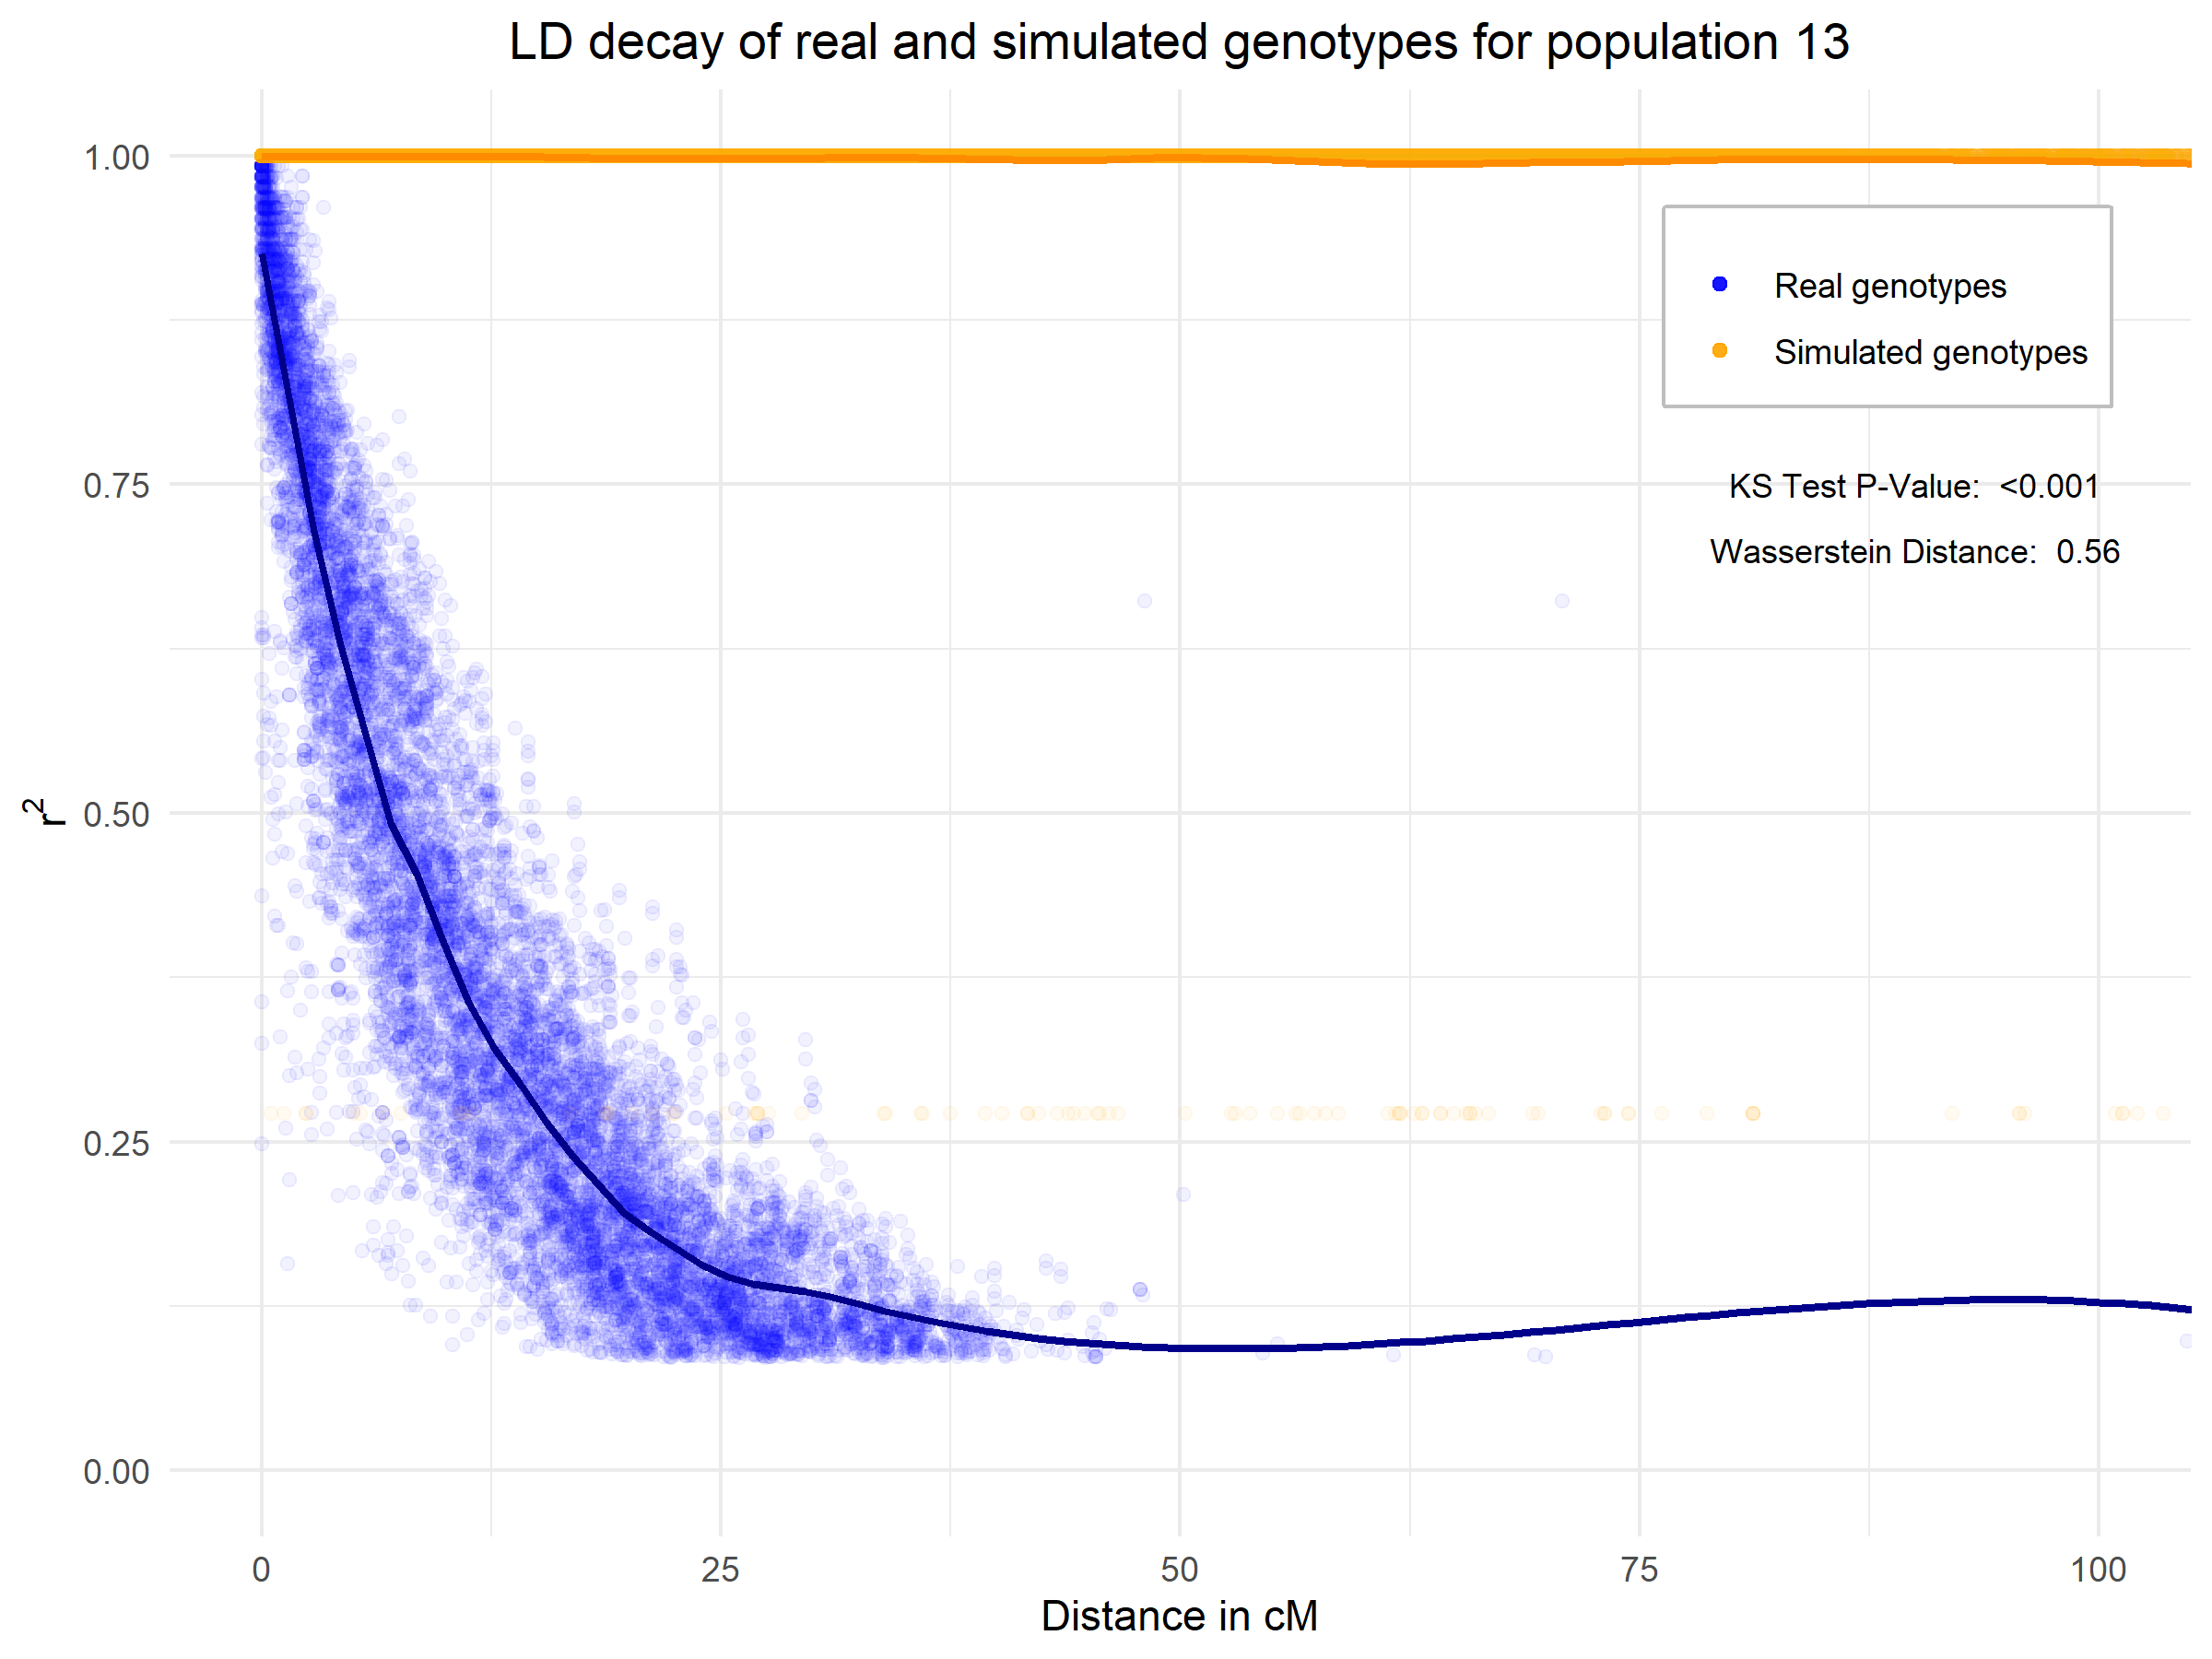 LD decay of real and simulated genotypes for population 13
1.00
0.75
0.50
0.25
0.00
r²
Real genotypes
Simulated genotypes
KS Test P-Value: <0.001
Wasserstein Distance: 0.56
0 25 50 75 100
Distance in cM